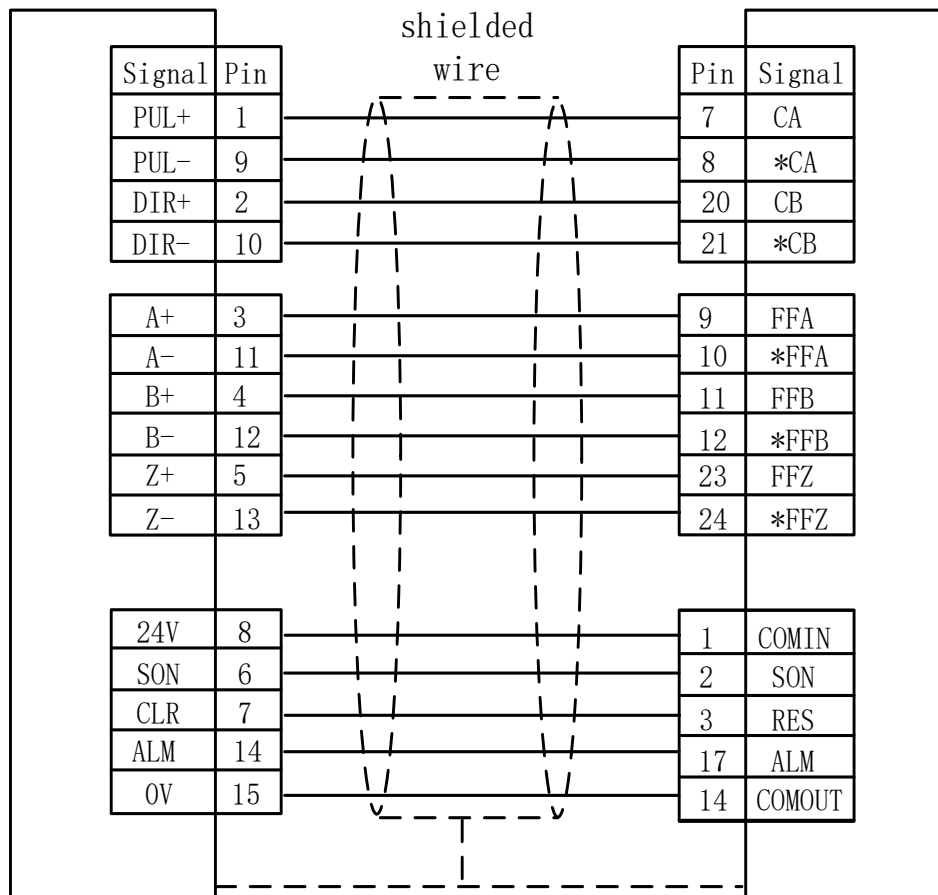 shielded
wire
Signal Pin Pin Signal
PUL+ 1 7 CA
PUL- 9 8 *CA
DIR+ 2 20 CB
DIR- 10 21 *CB
A+ 3 9 FFA
A- 11 10 *FFA
B+ 4 11 FFB
B- 12 12 *FFB
Z+ 5 23 FFZ
Z- 13 24 *FFZ
24V 8 1 COMIN
SON 6 2 SON
CLR 7 3 RES
ALM 14 17 ALM
0V 15 14 COMOUT